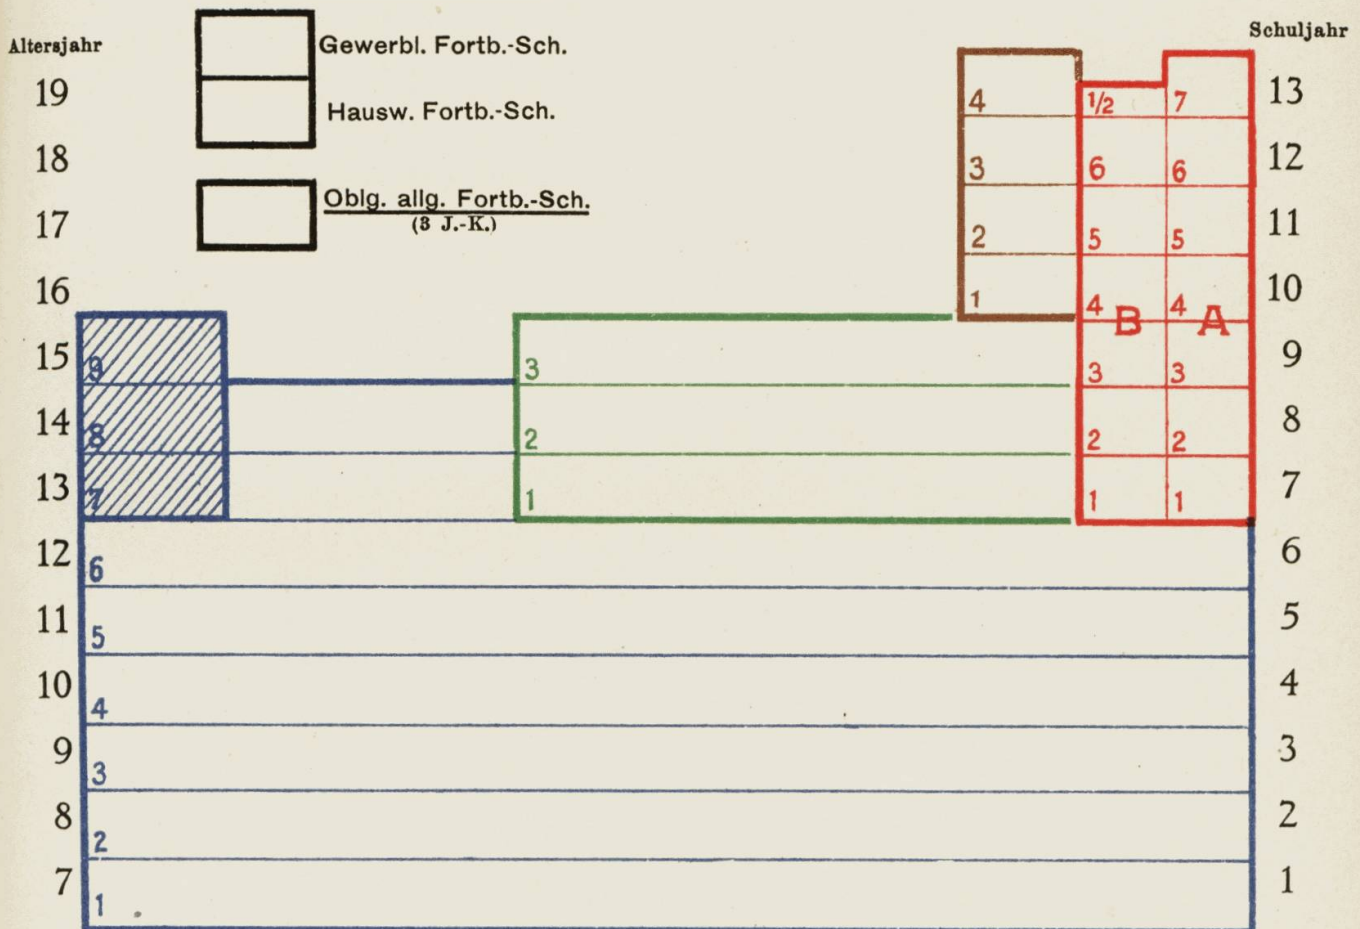 Altersjahr
Gewerbl. Fortb.-Sch.
Hausw. Fortb.-Sch.
Oblg. allg. Fortb.-Sch.
(3 J.-K.)
Schuljahr
19 4 1/2 7 13
18 3 6 6 12
17 2 5 5 11
16 1 4 4 10
B A
15 9 3 3 3 9
14 8 2 2 2 8
13 7 1 1 1 7
12 6 6
11 5 5
10 4 4
9 3 3
8 2 2
7 1 1